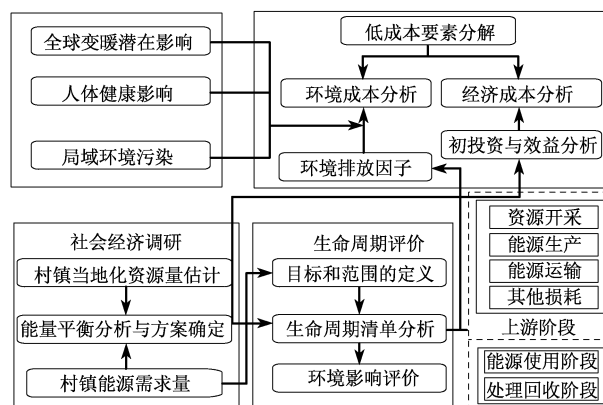 全球变暖潜在影响
人体健康影响
局域环境污染
低成本要素分解
环境成本分析
经济成本分析
初投资与效益分析
环境排放因子
社会经济调研
村镇当地化资源量估计
能量平衡分析与方案确定
村镇能源需求量
生命周期评价
目标和范围的定义
生命周期清单分析
环境影响评价
资源开采
能源生产
能源运输
其他损耗
上游阶段
能源使用阶段
处理回收阶段